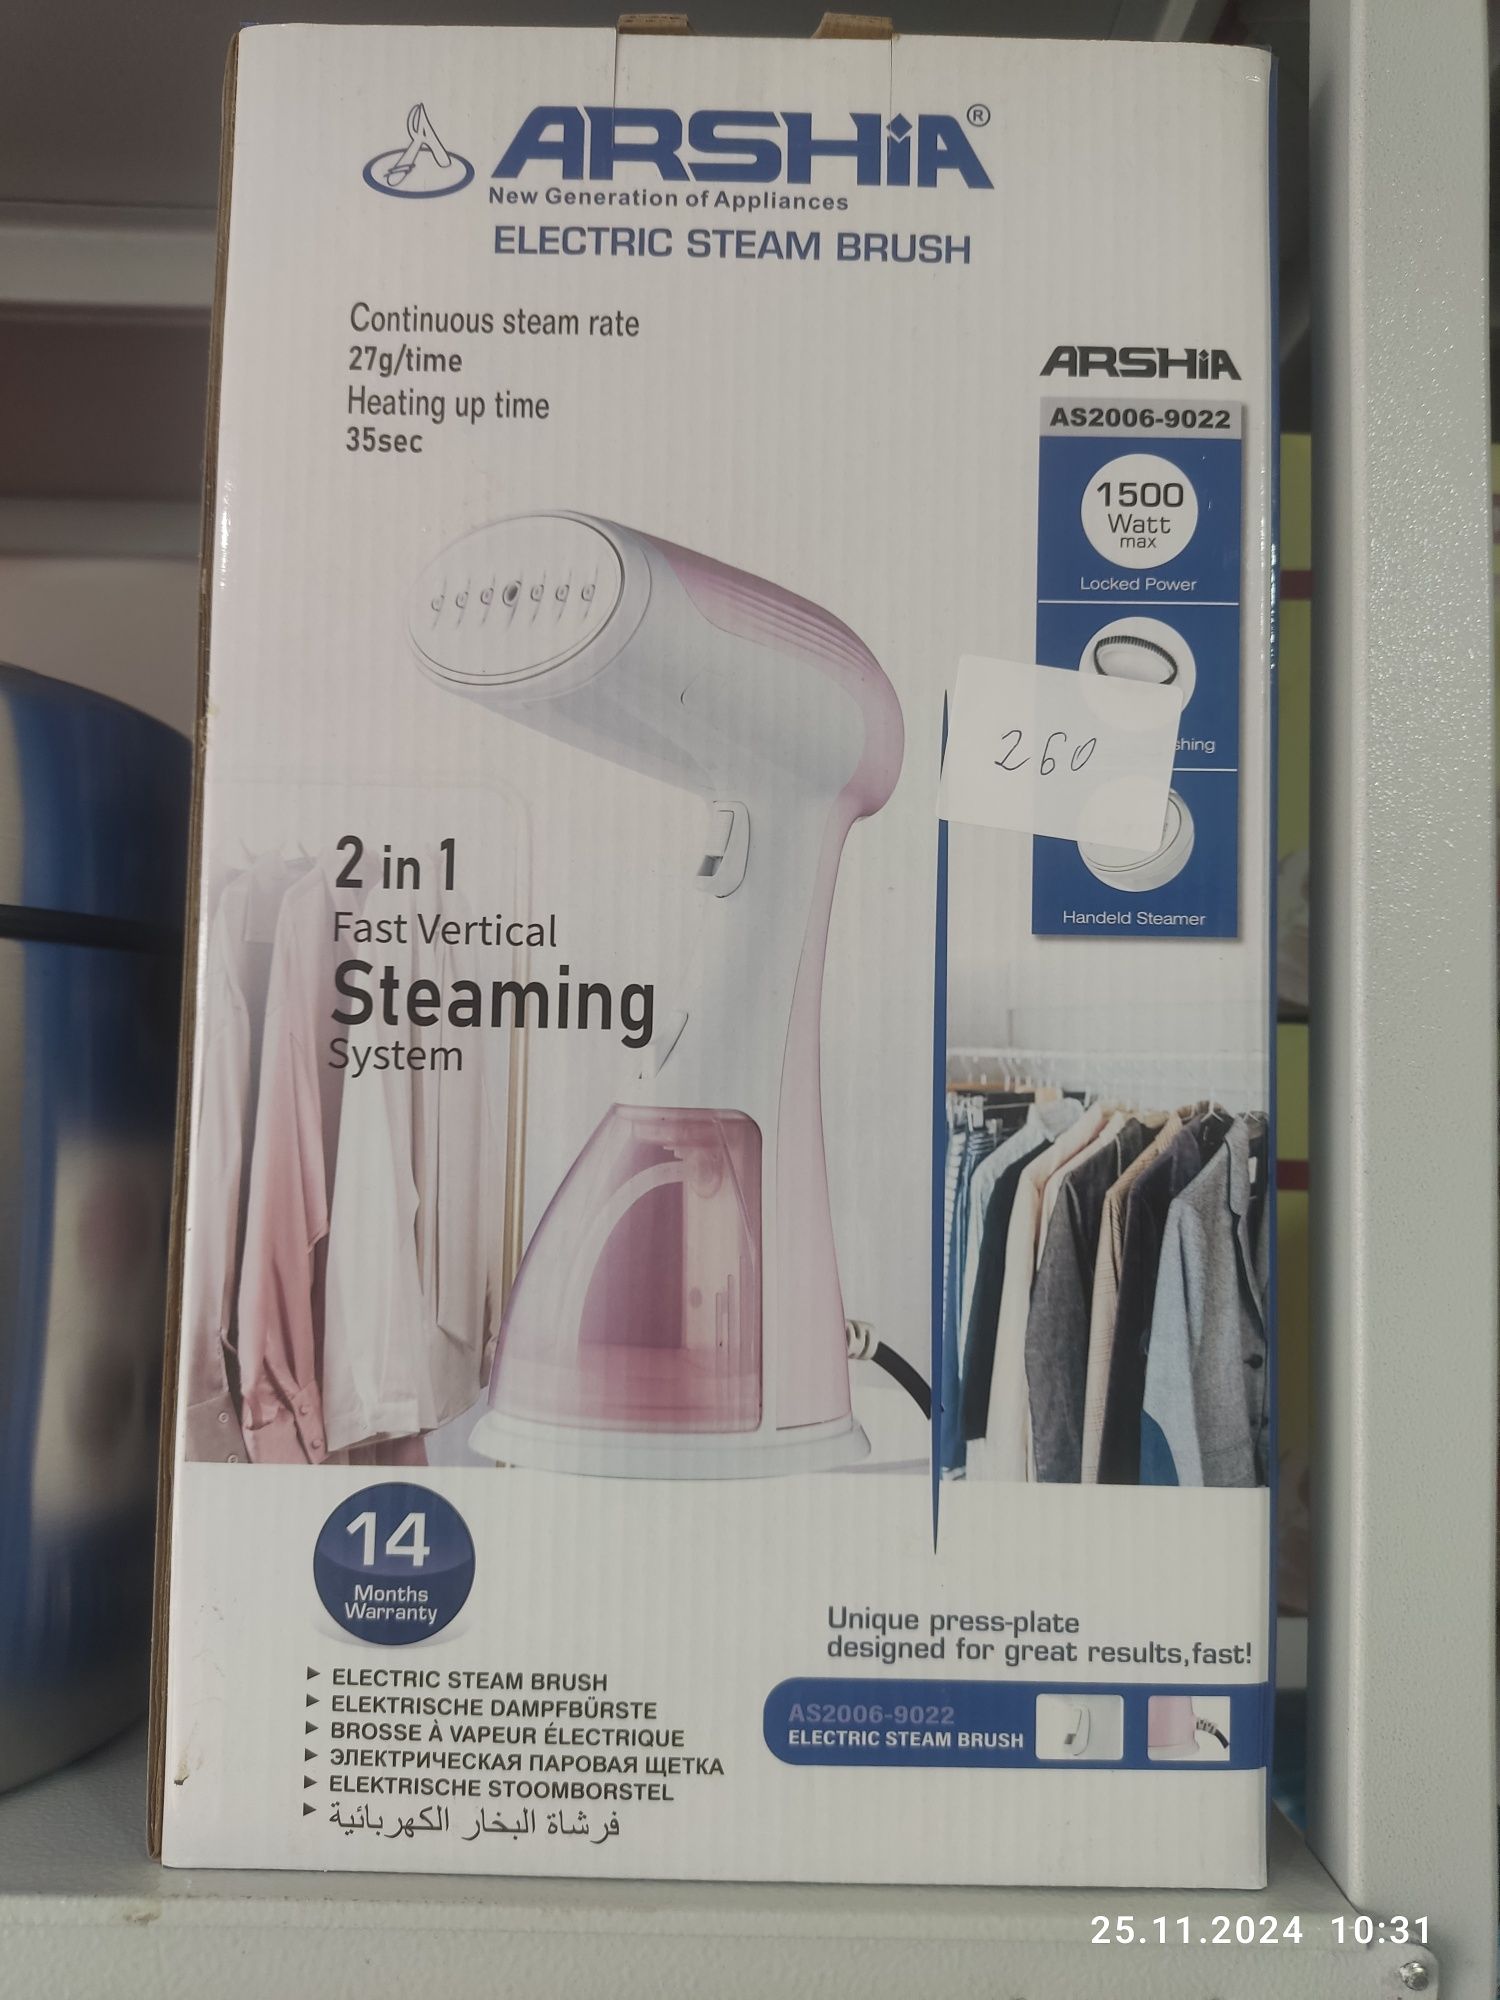 ARSHiA®
New Generation of Appliances
ELECTRIC STEAM BRUSH
Continuous steam rate
27g/time
Heating up time
35sec
ARSHiA
AS2006-9022
1500
Watt
max
Locked Power
260
Handeld Steamer
2 in 1
Fast Vertical
Steaming
System
14
Months
Warranty
Unique press-plate
designed for great results,fast!
ELECTRIC STEAM BRUSH
ELEKTRISCHE DAMPFBÜRSTE
BROSSE À VAPEUR ÉLECTRIQUE
ЭЛЕКТРИЧЕСКАЯ ПАРОВАЯ ЩЕТКА
ELEKTRISCHE STOOMBORSTEL
فرشاة البخار الكهربائية
AS2006-9022
ELECTRIC STEAM BRUSH
25.11.2024 10:31